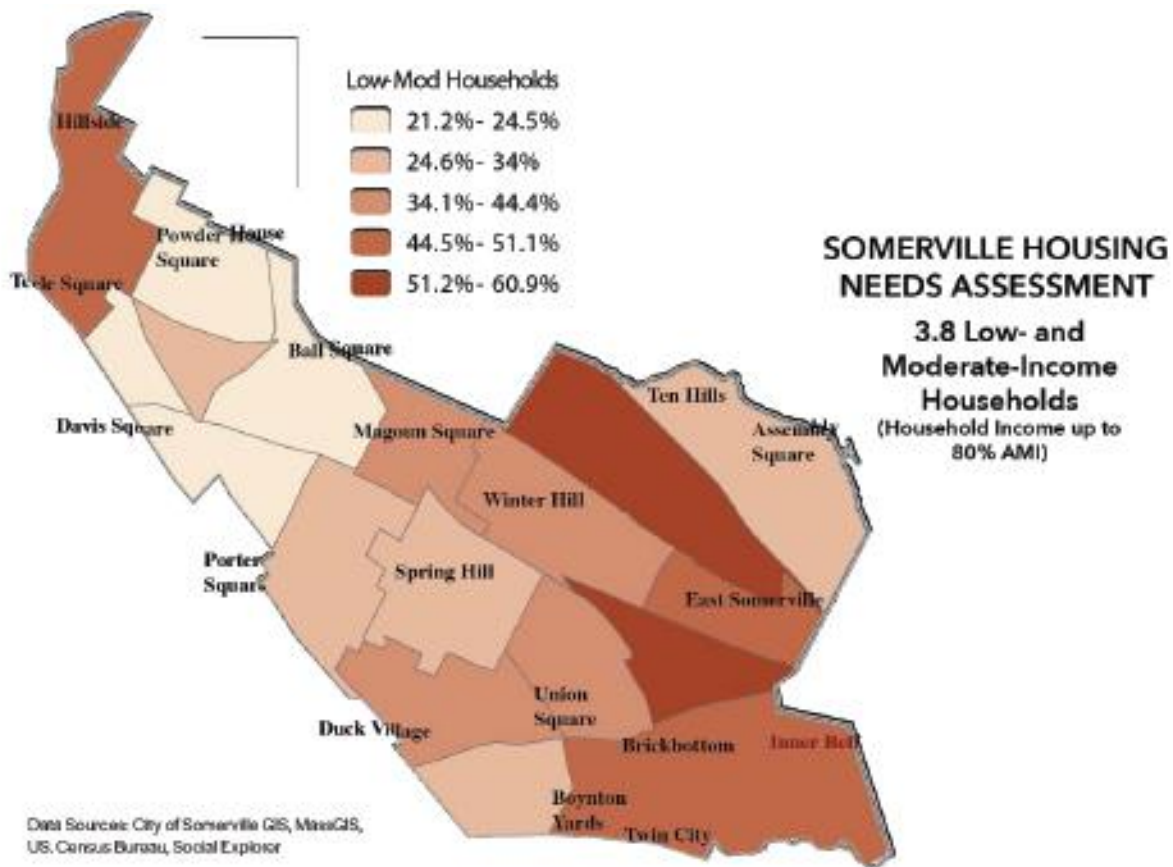 Low-Mod Households
21.2%- 24.5%
24.6%- 34%
34.1%- 44.4%
44.5%- 51.1%
51.2%- 60.9%
SOMERVILLE HOUSING
NEEDS ASSESSMENT
3.8 Low- and
Moderate-Income
Households
(Household Income up to
80% AMI)
Hillside
Powder House
Square
Teele Square
Ball Square
Davis Square
Magoun Square
Ten Hills
Assembly
Square
Winter Hill
Porter
Square
Spring Hill
East Somerville
Union
Square
Duck Village
Brickbottom
Inner Belt
Boynton
Yards
Twin City
Data Sources: City of Somerville GIS, MassGIS,
US. Census Bureau, Social Explorer